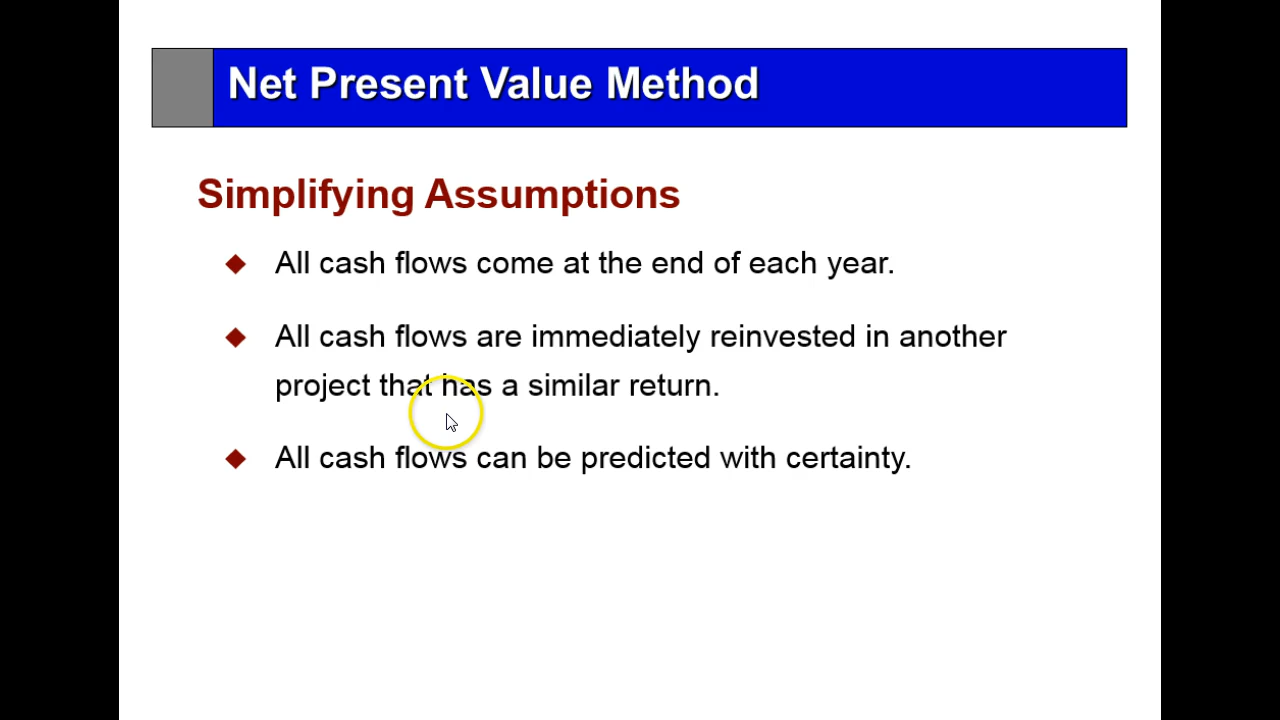 Net Present Value Method
Simplifying Assumptions
All cash flows come at the end of each year.
All cash flows are immediately reinvested in another
project that has a similar return.
All cash flows can be predicted with certainty.